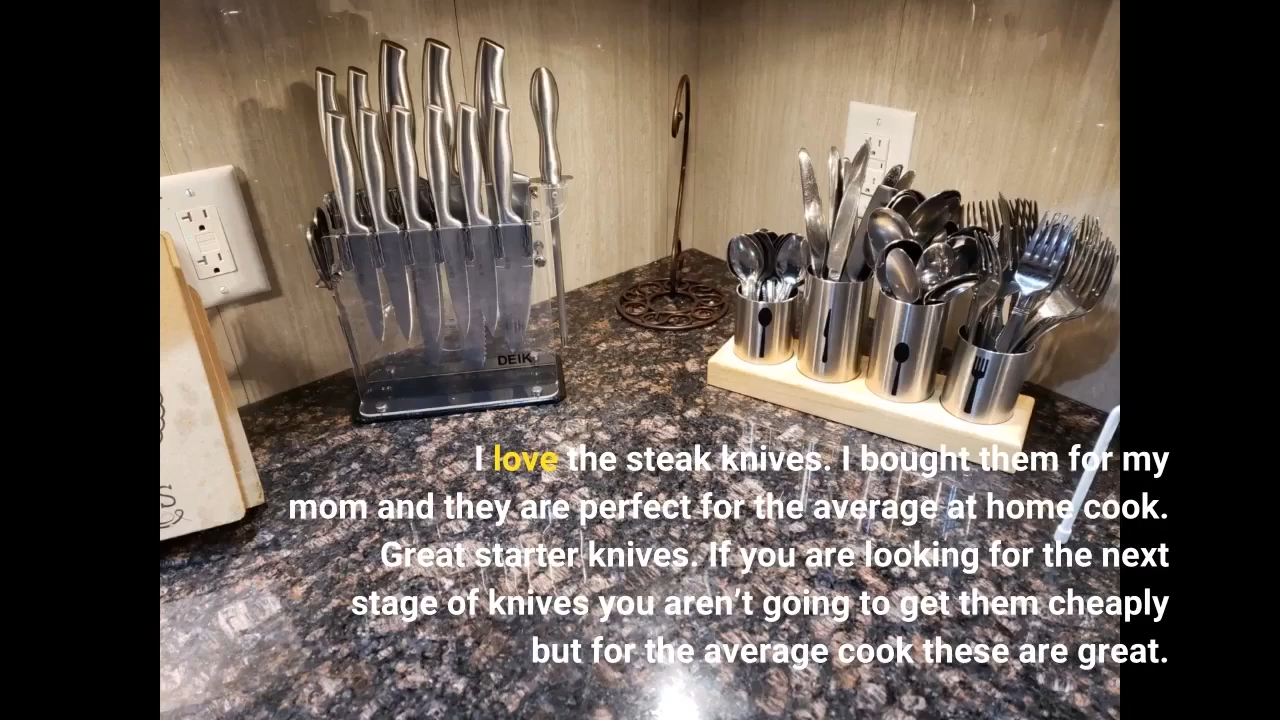 DEIK
I love the steak knives. I bought them for my
mom and they are perfect for the average at home cook.
Great starter knives. If you are looking for the next
stage of knives you aren’t going to get them cheaply
but for the average cook these are great.